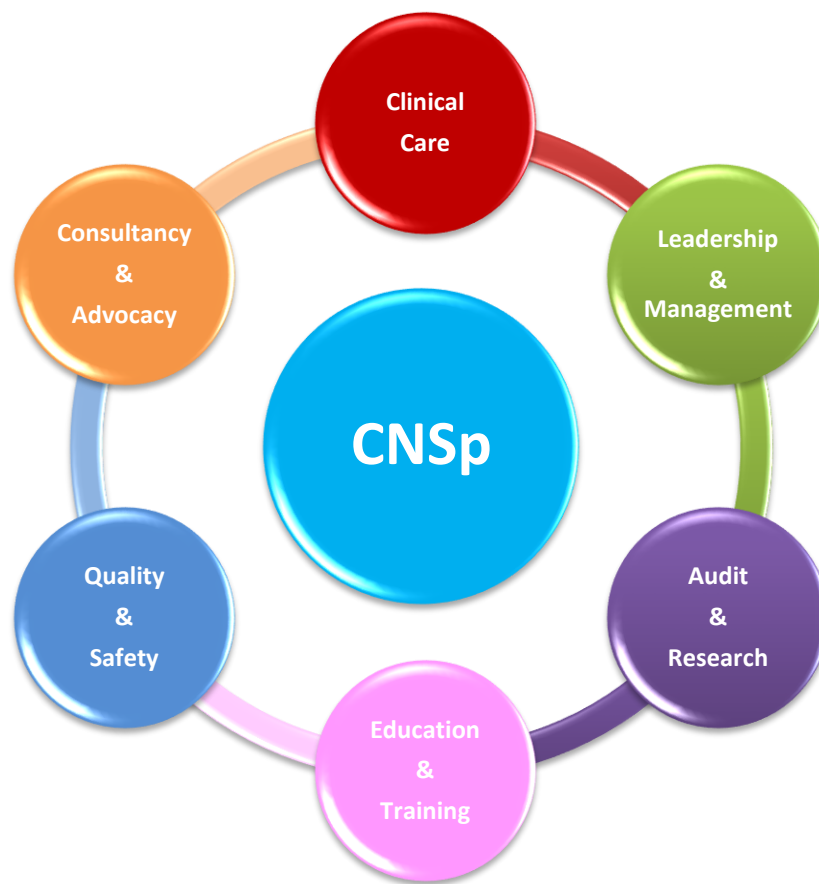 Clinical
Care
Leadership
&
Management
Audit
&
Research
Education
&
Training
Quality
&
Safety
Consultancy
&
Advocacy
CNSp